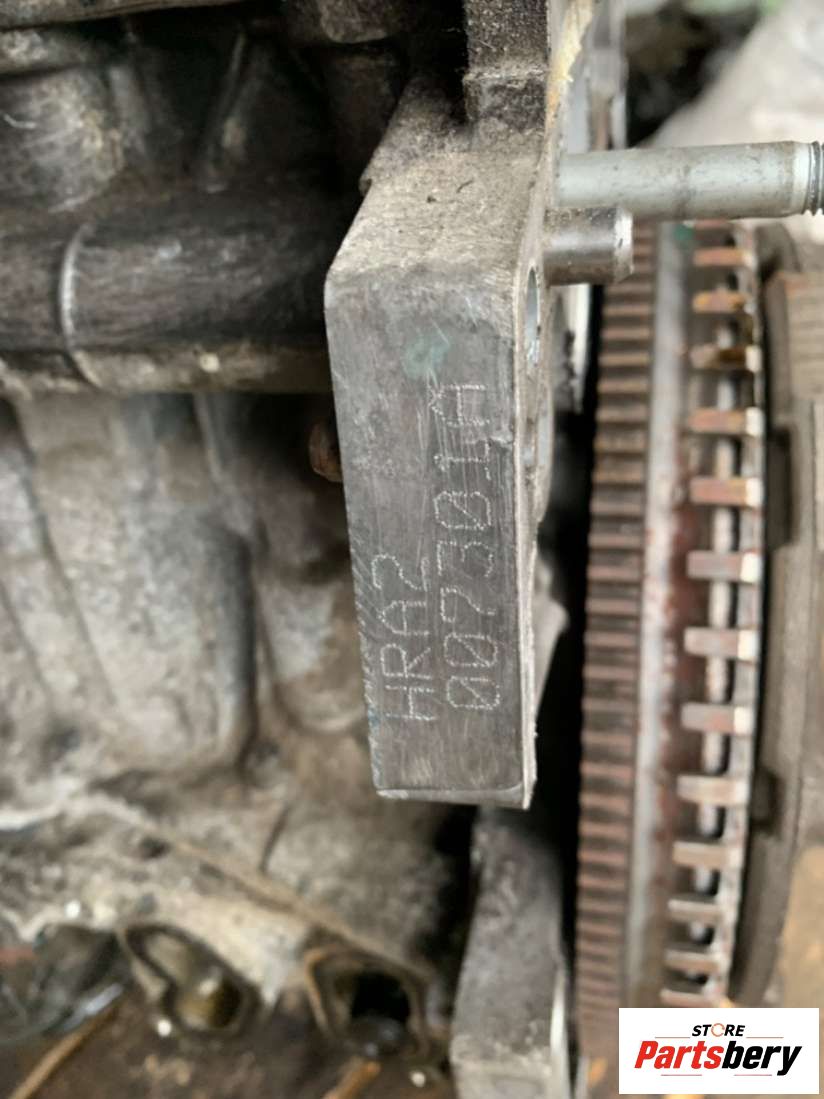 HRA2
007301A
STORE
Partsbery